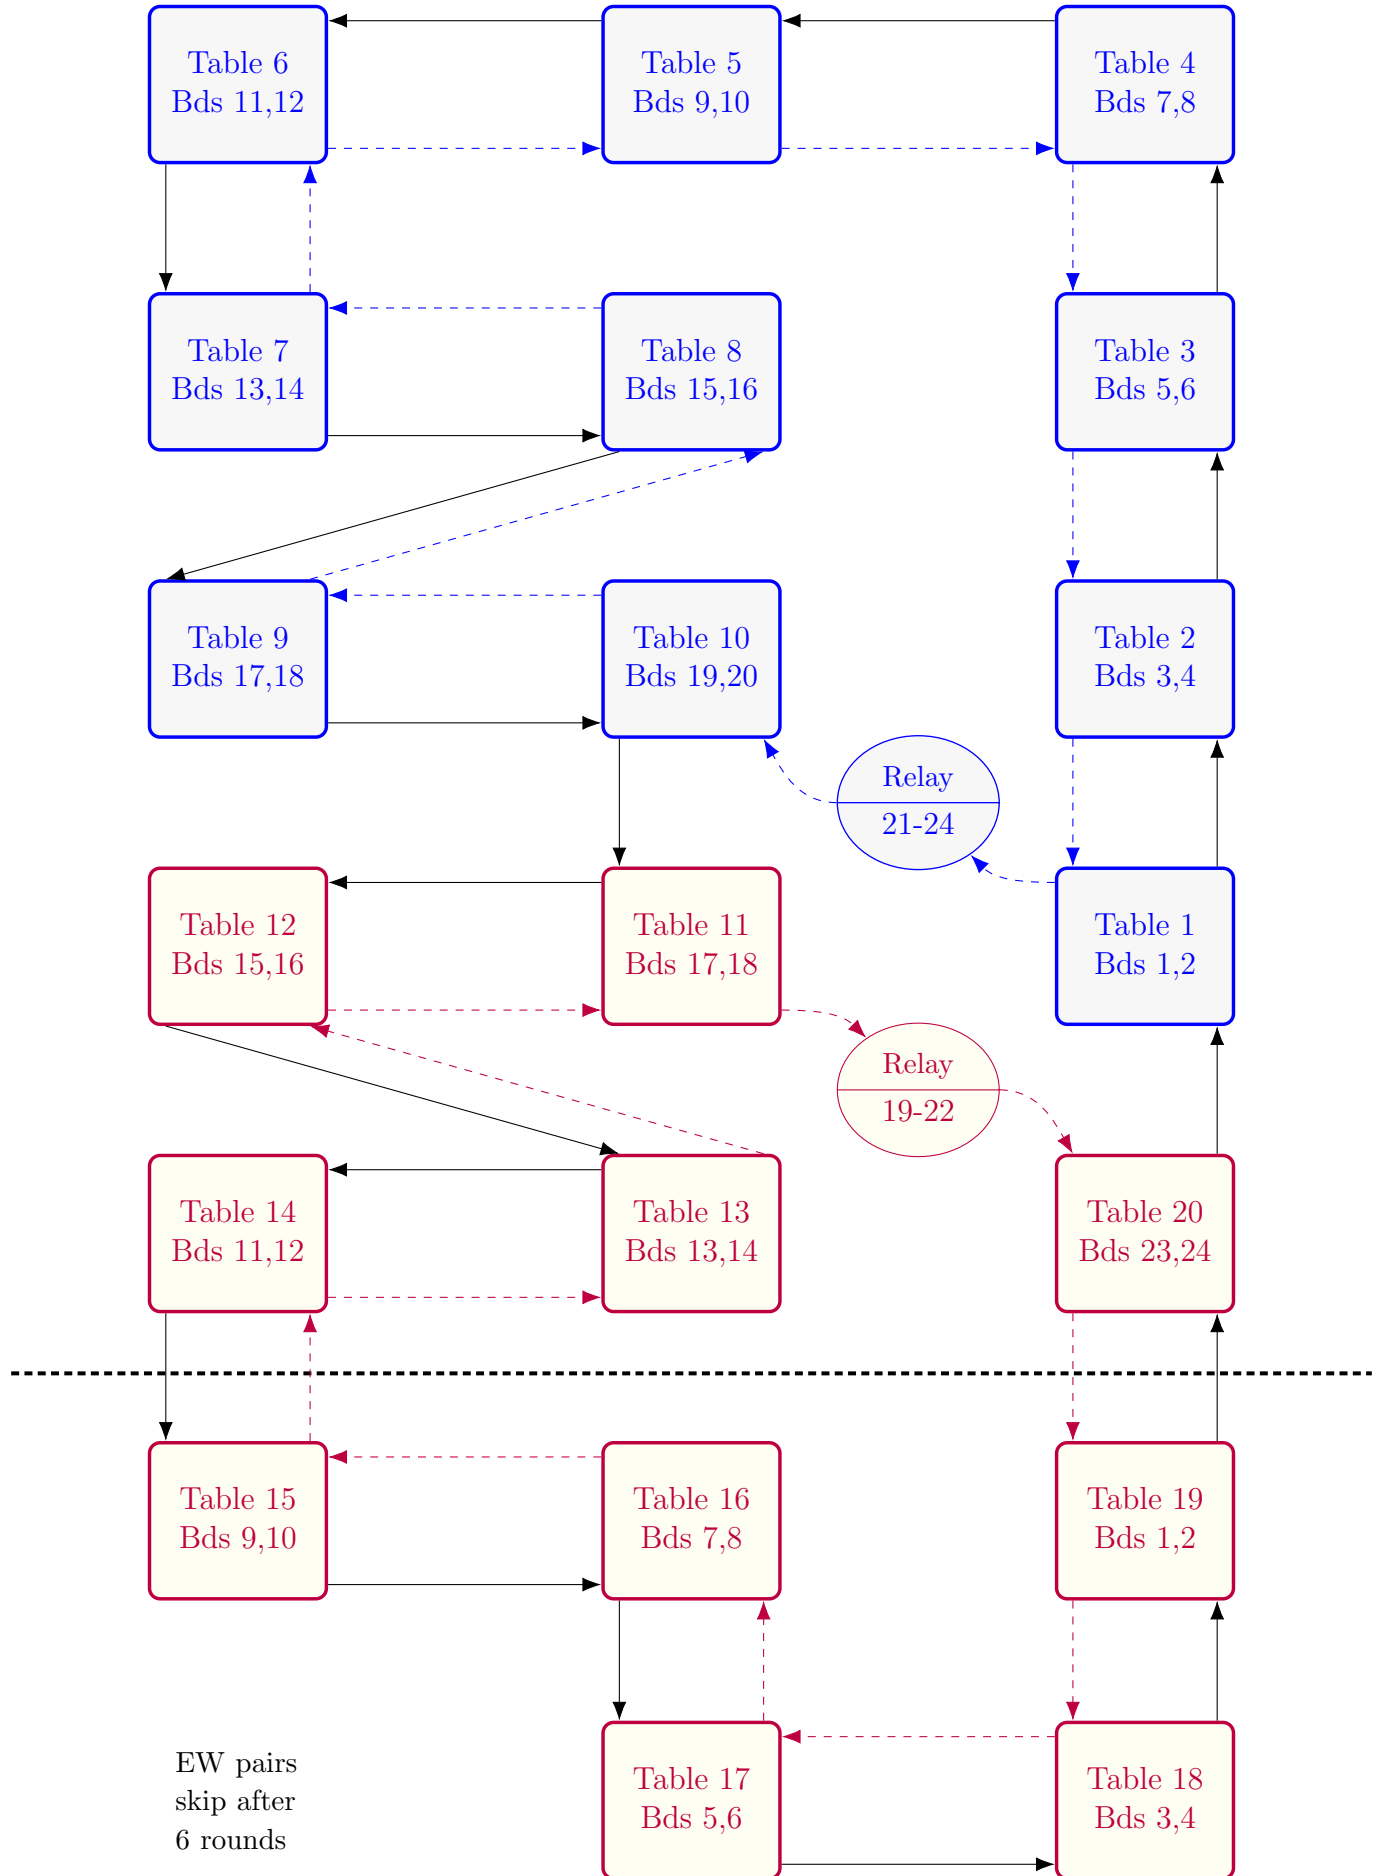 Table 6
Bds 11,12
Table 5
Bds 9,10
Table 4
Bds 7,8
Table 7
Bds 13,14
Table 8
Bds 15,16
Table 3
Bds 5,6
Table 9
Bds 17,18
Table 10
Bds 19,20
Table 2
Bds 3,4
Relay
21-24
Table 12
Bds 15,16
Table 11
Bds 17,18
Table 1
Bds 1,2
Relay
19-22
Table 14
Bds 11,12
Table 13
Bds 13,14
Table 20
Bds 23,24
Table 15
Bds 9,10
Table 16
Bds 7,8
Table 19
Bds 1,2
EW pairs
skip after
6 rounds
Table 17
Bds 5,6
Table 18
Bds 3,4